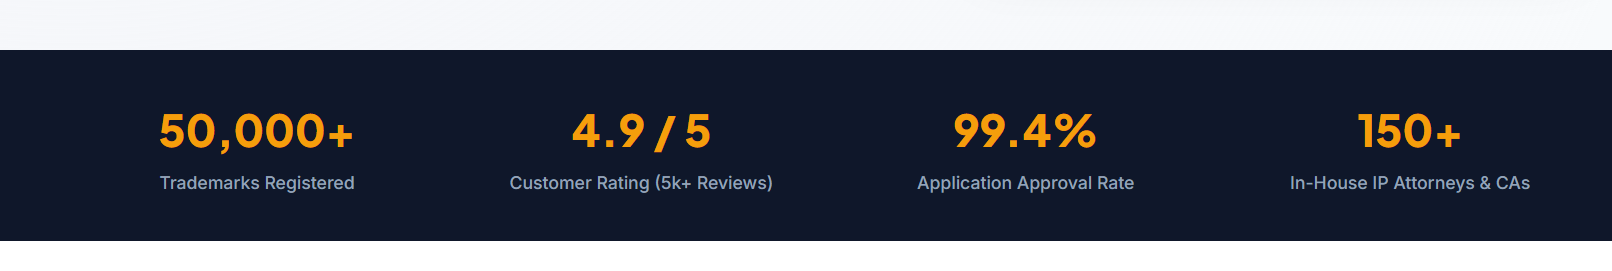 50,000+
Trademarks Registered
4.9 / 5
Customer Rating (5k+ Reviews)
99.4%
Application Approval Rate
150+
In-House IP Attorneys & CAs